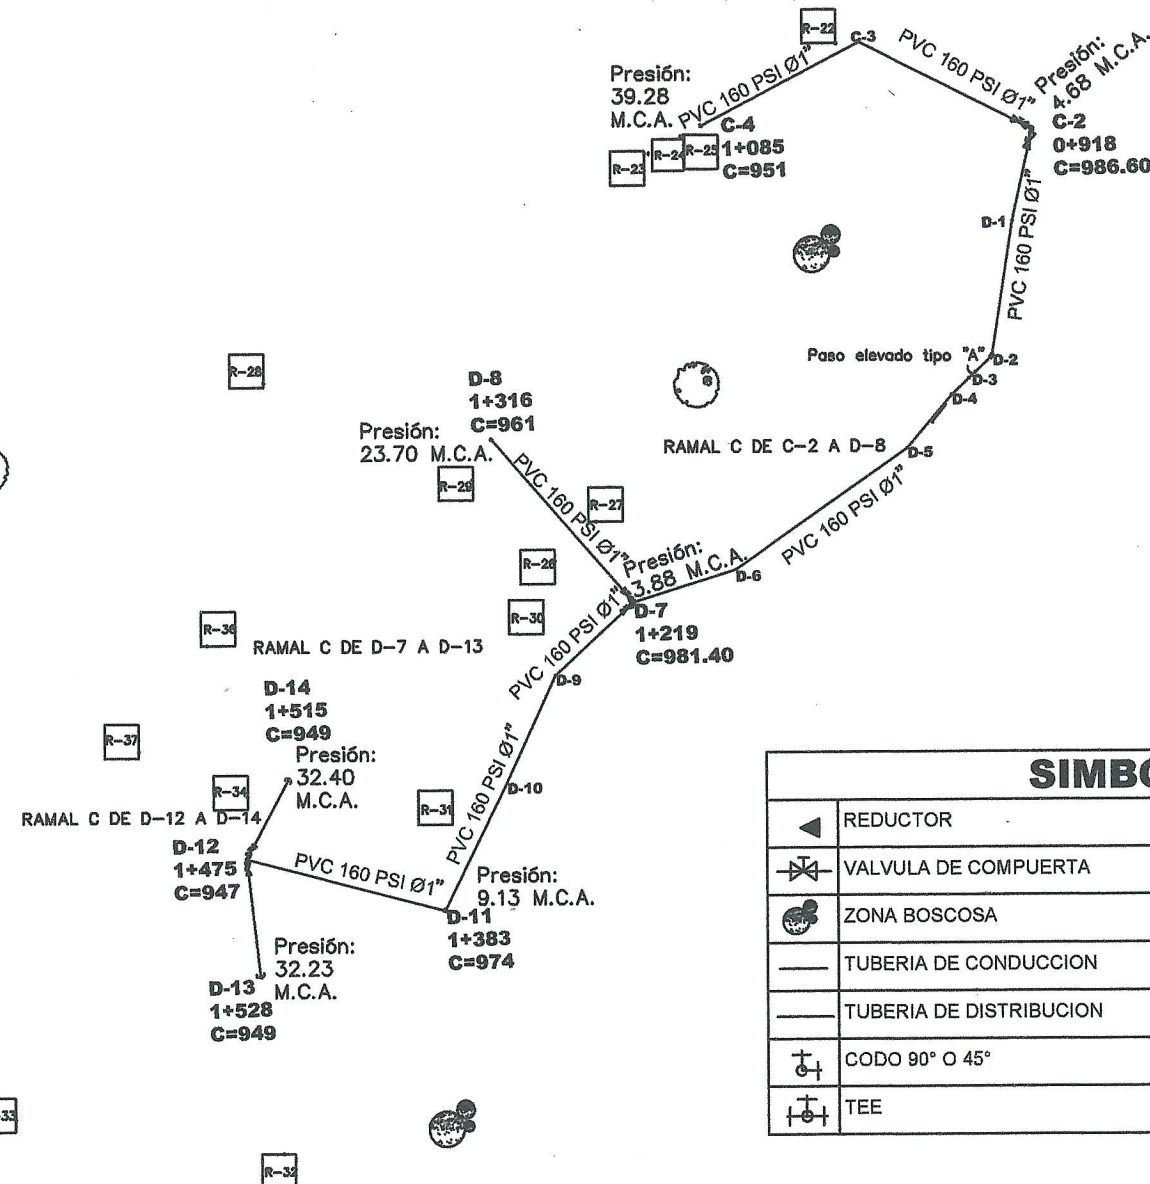 R-22
C-3
PVC 160 PSI Ø1"
Presión:
4.68 M.C.A.
C-2
0+918
C=986.60
Presión:
39.28
M.C.A.
PVC 160 PSI Ø1"
C-4
1+085
C=951
R-23
R-24
R-25
D-1
PVC 160 PSI Ø1"
Paso elevado tipo "A"
D-2
D-3
D-4
R-28
D-8
1+316
C=961
Presión:
23.70 M.C.A.
RAMAL C DE C-2 A D-8
D-5
R-29
PVC 160 PSI Ø1"
R-27
PVC 160 PSI Ø1"
Presión:
13.88 M.C.A.
D-6
D-7
1+219
C=981.40
R-30
R-36
RAMAL C DE D-7 A D-13
PVC 160 PSI Ø1"
D-9
D-14
1+515
C=949
Presión:
32.40
M.C.A.
R-37
R-34
R-31
PVC 160 PSI Ø1"
D-10
RAMAL C DE D-12 A D-14
D-12
1+475
C=947
PVC 160 PSI Ø1"
Presión:
9.13 M.C.A.
D-11
1+383
C=974
Presión:
32.23
M.C.A.
D-13
1+528
C=949
33
R-32
SIMBO
REDUCTOR
VALVULA DE COMPUERTA
ZONA BOSCOSA
TUBERIA DE CONDUCCION
TUBERIA DE DISTRIBUCION
CODO 90° O 45°
TEE